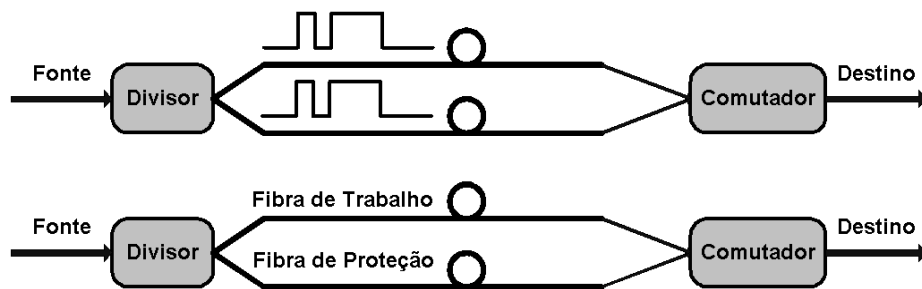 Fonte
Divisor
Comutador
Destino
Fonte
Divisor
Fibra de Trabalho
Fibra de Proteção
Comutador
Destino